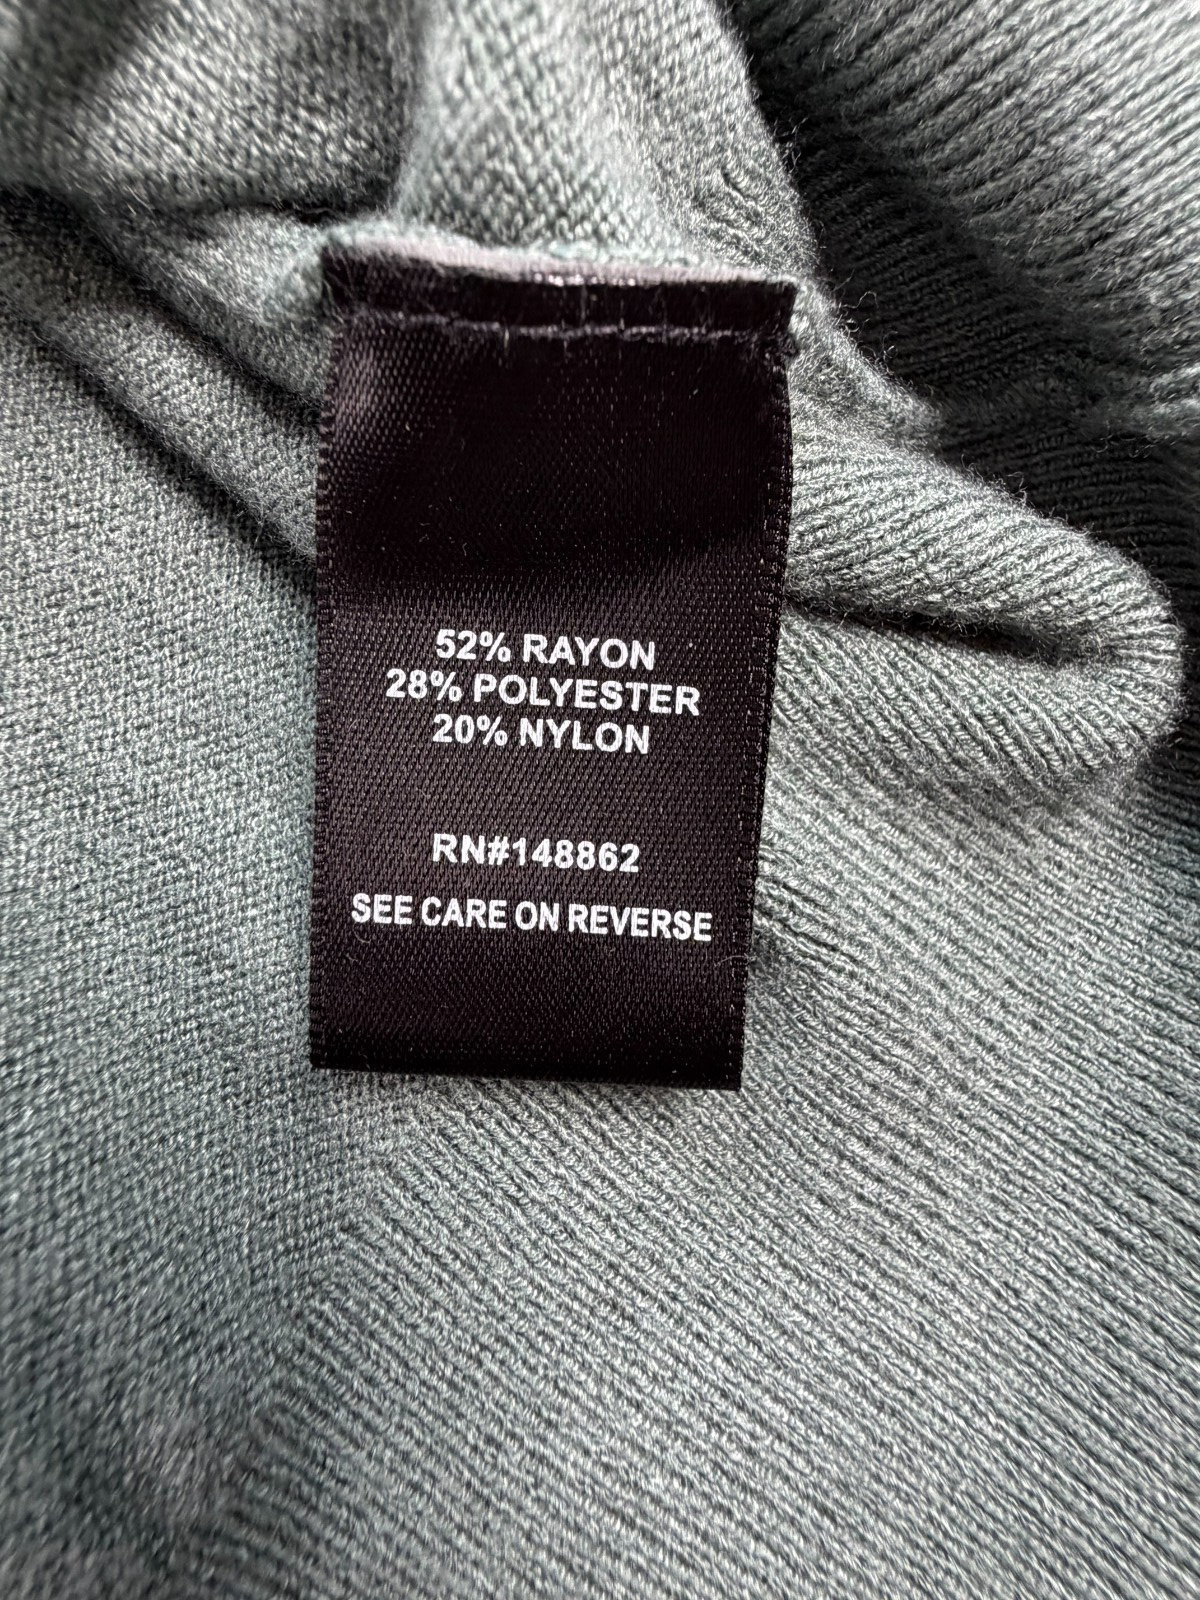 52% RAYON
28% POLYESTER
20% NYLON
RN#148862
SEE CARE ON REVERSE